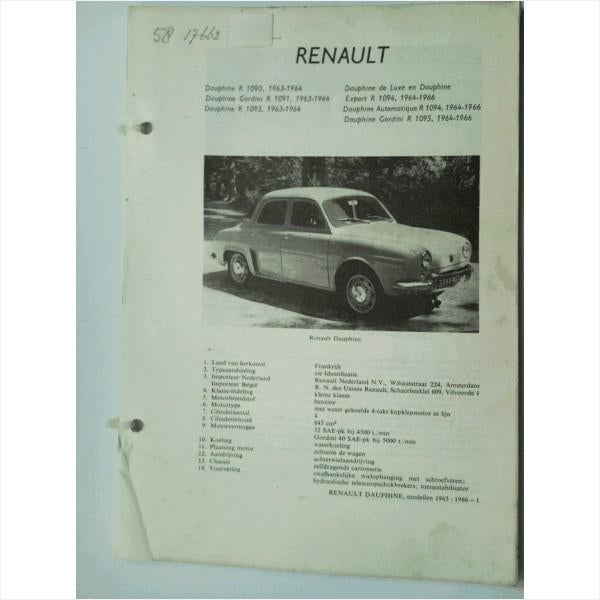 58 17662
RENAULT
Dauphine R 1090, 1963-1964
Dauphine Gordini R 1091, 1963-1964
Dauphine R 1093, 1963-1964
Dauphine de Luxe en Dauphine
Export R 1094, 1964-1966
Dauphine Automatique R 1094, 1964-1966
Dauphine Gordini R 1095, 1964-1966
Renault Dauphine.
1. Land van herkomst Frankrijk
2. Typeaanduiding zie Identificatie
3. Importeur Nederland Renault Nederland N.V., Wibautstraat 224, Amsterdam
Importeur België R. N. des Usines Renault, Schaerbeeklei 609, Vilvoorde 1
4. Klasse-indeling kleine klasse
5. Motorbrandstof benzine
6. Motortype met water gekoelde 4-takt kopklepmotor in lijn
7. Cilinderaantal 4
8. Cilinderinhoud 845 cm³
9. Motorvermogen 32 SAE-pk bij 4500 t./min
Gordini 40 SAE-pk bij 5000 t./min
10. Koeling waterkoeling
11. Plaatsing motor achterin de wagen
12. Aandrijving achterwielaandrijving
13. Chassis zelfdragende carrosserie
14. Voorvering onafhankelijke wielophanging met schroefveren;
hydraulische telescoopschokbrekers; torsiestabilisator
RENAULT DAUPHINE, modellen 1963-1966 – 1